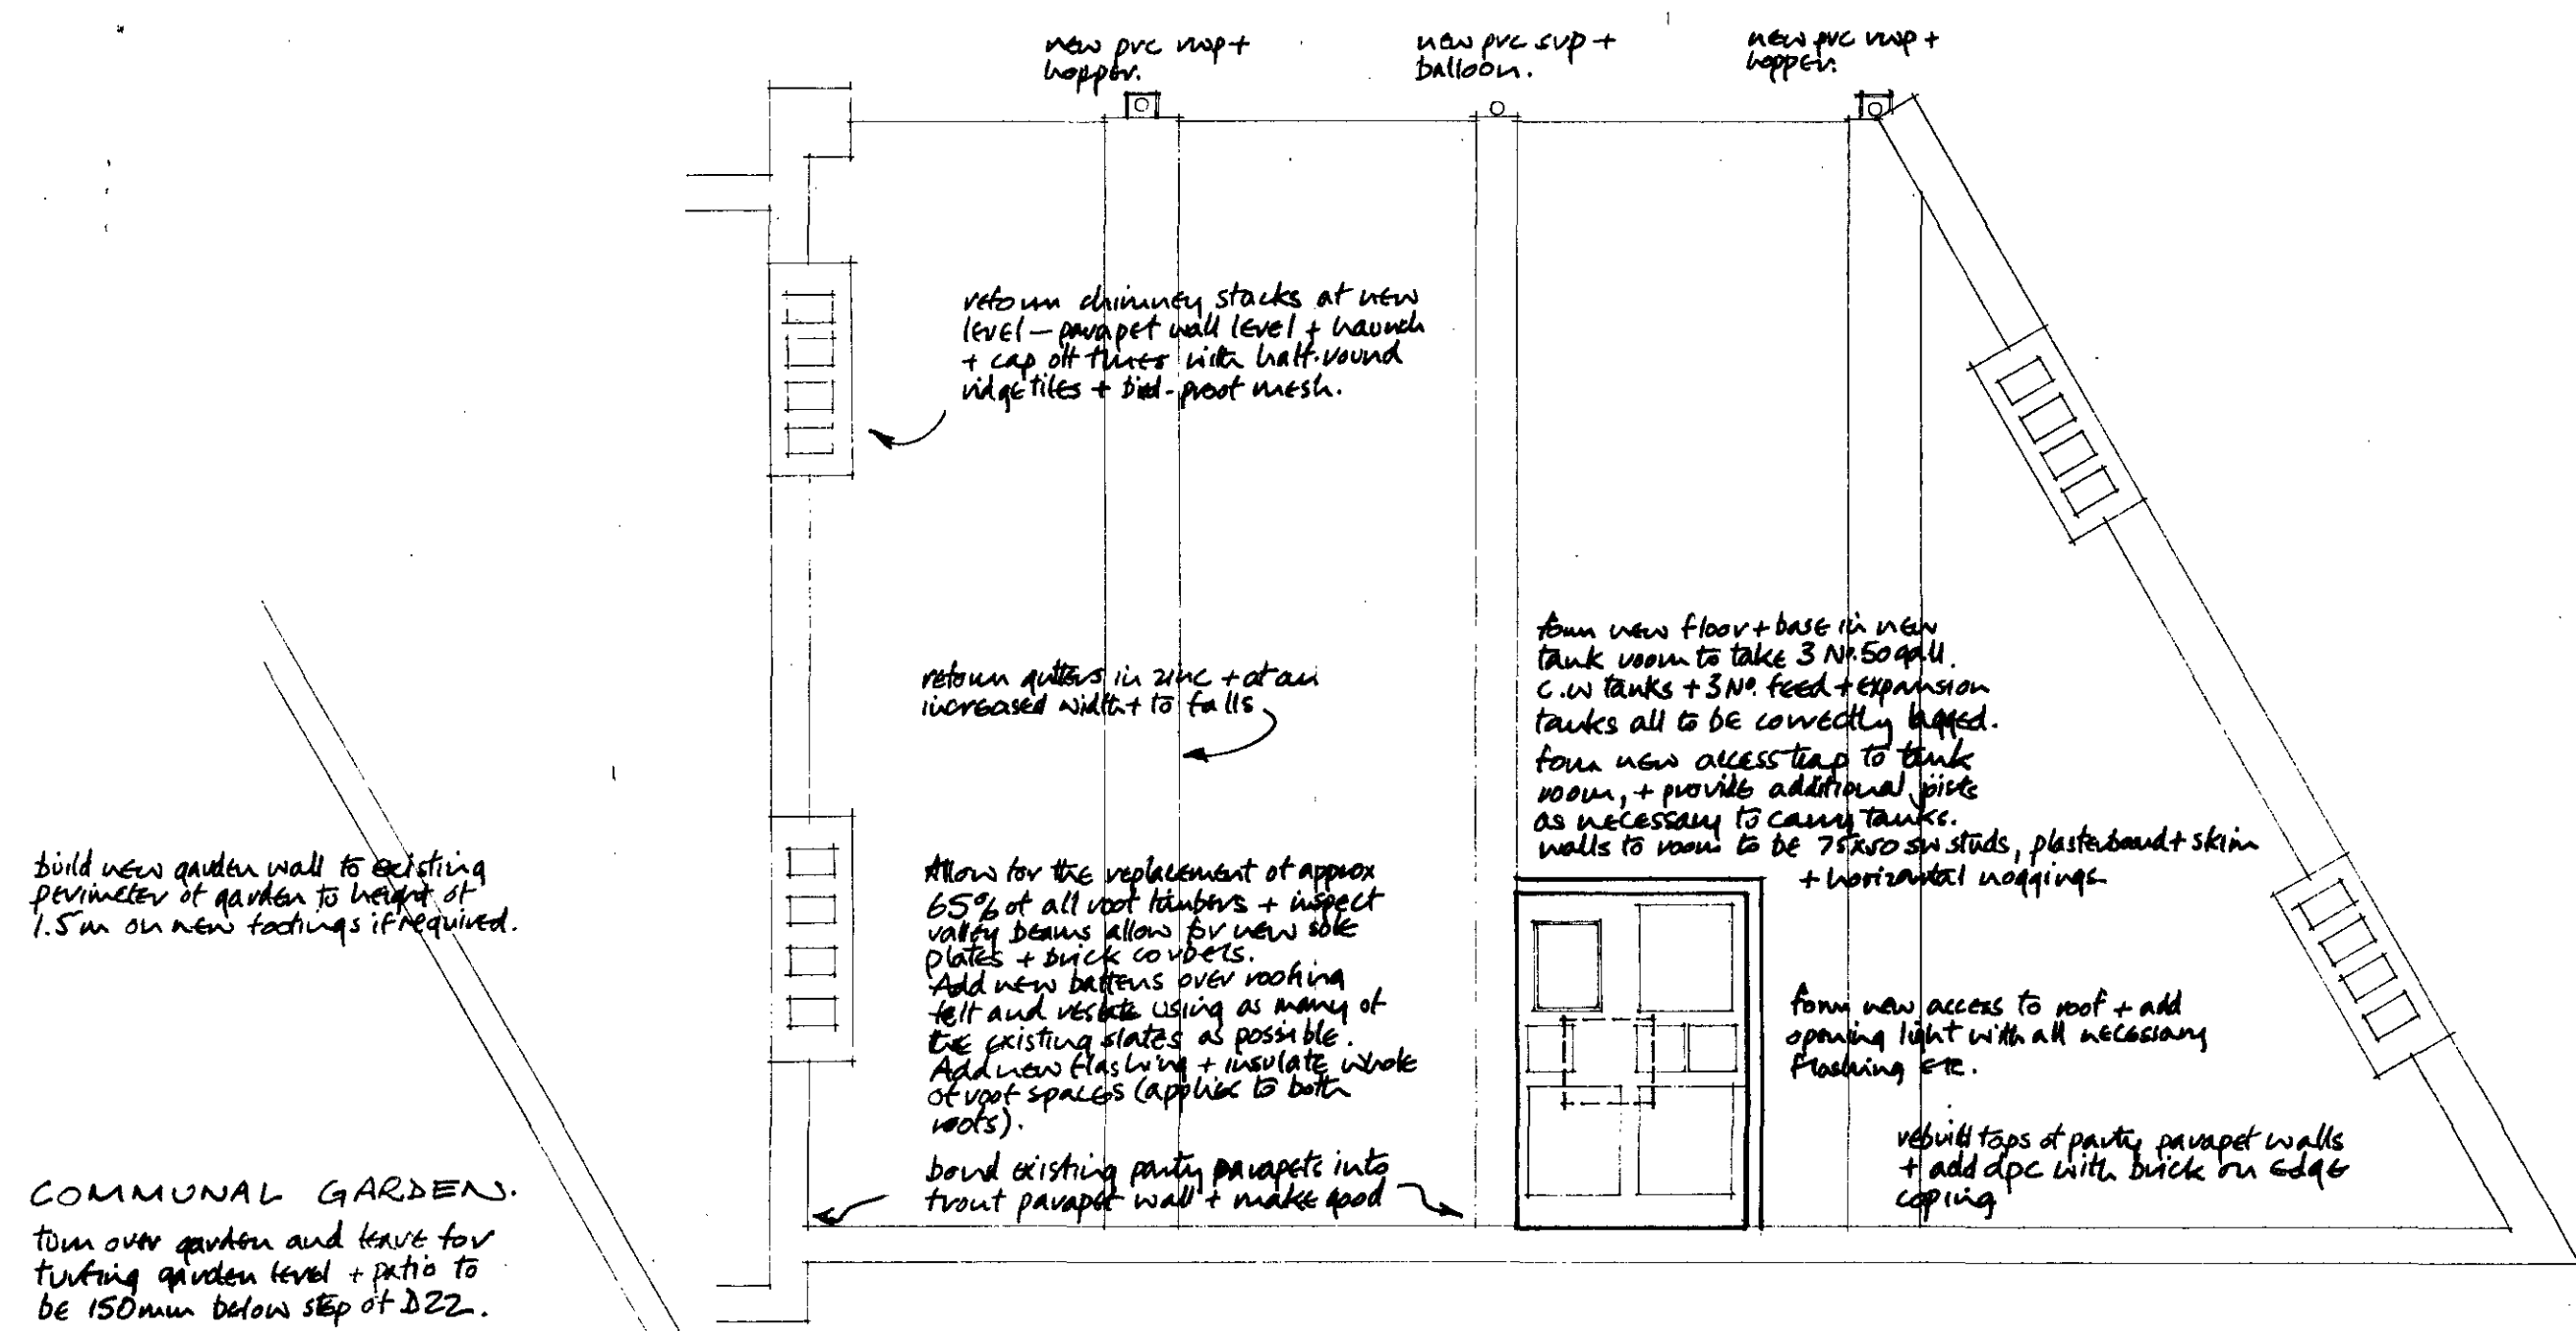 new pvc rwp +
hopper.
new pvc svp +
balloon.
new pvc rwp +
hopper.
reform chimney stacks at new
level – parapet wall level + haunch
+ cap off flues with half-round
ridge tiles + bird-proof mesh.
reform gutters in zinc + at an
increased width + to falls
form new floor + base in new
tank room to take 3 No. 50 gall.
c.w tanks + 3 No. feed + expansion
tanks all to be correctly lagged.
form new access trap to tank
room, + provide additional joists
as necessary to carry tanks.
walls to room to be 75x50 sw studs, plasterboard + skim
+ horizontal noggings
build new garden wall to existing
perimeter of garden to height of
1.5m on new footings if required.
Allow for the replacement of approx
65% of all roof timbers + inspect
valley beams allow for new sole
plates + brick corbels.
Add new battens over roofing
felt and reslate using as many of
the existing slates as possible.
Add new flashing + insulate whole
of roof spaces (applies to both
roofs).
form new access to roof + add
opening light with all necessary
flashing etc.
rebuild tops of party parapet walls
+ add dpc with brick on edge
coping
bond existing party parapets into
front parapet wall + make good
COMMUNAL GARDEN.
turn over garden and leave for
turfing garden level + patio to
be 150mm below step of D22.